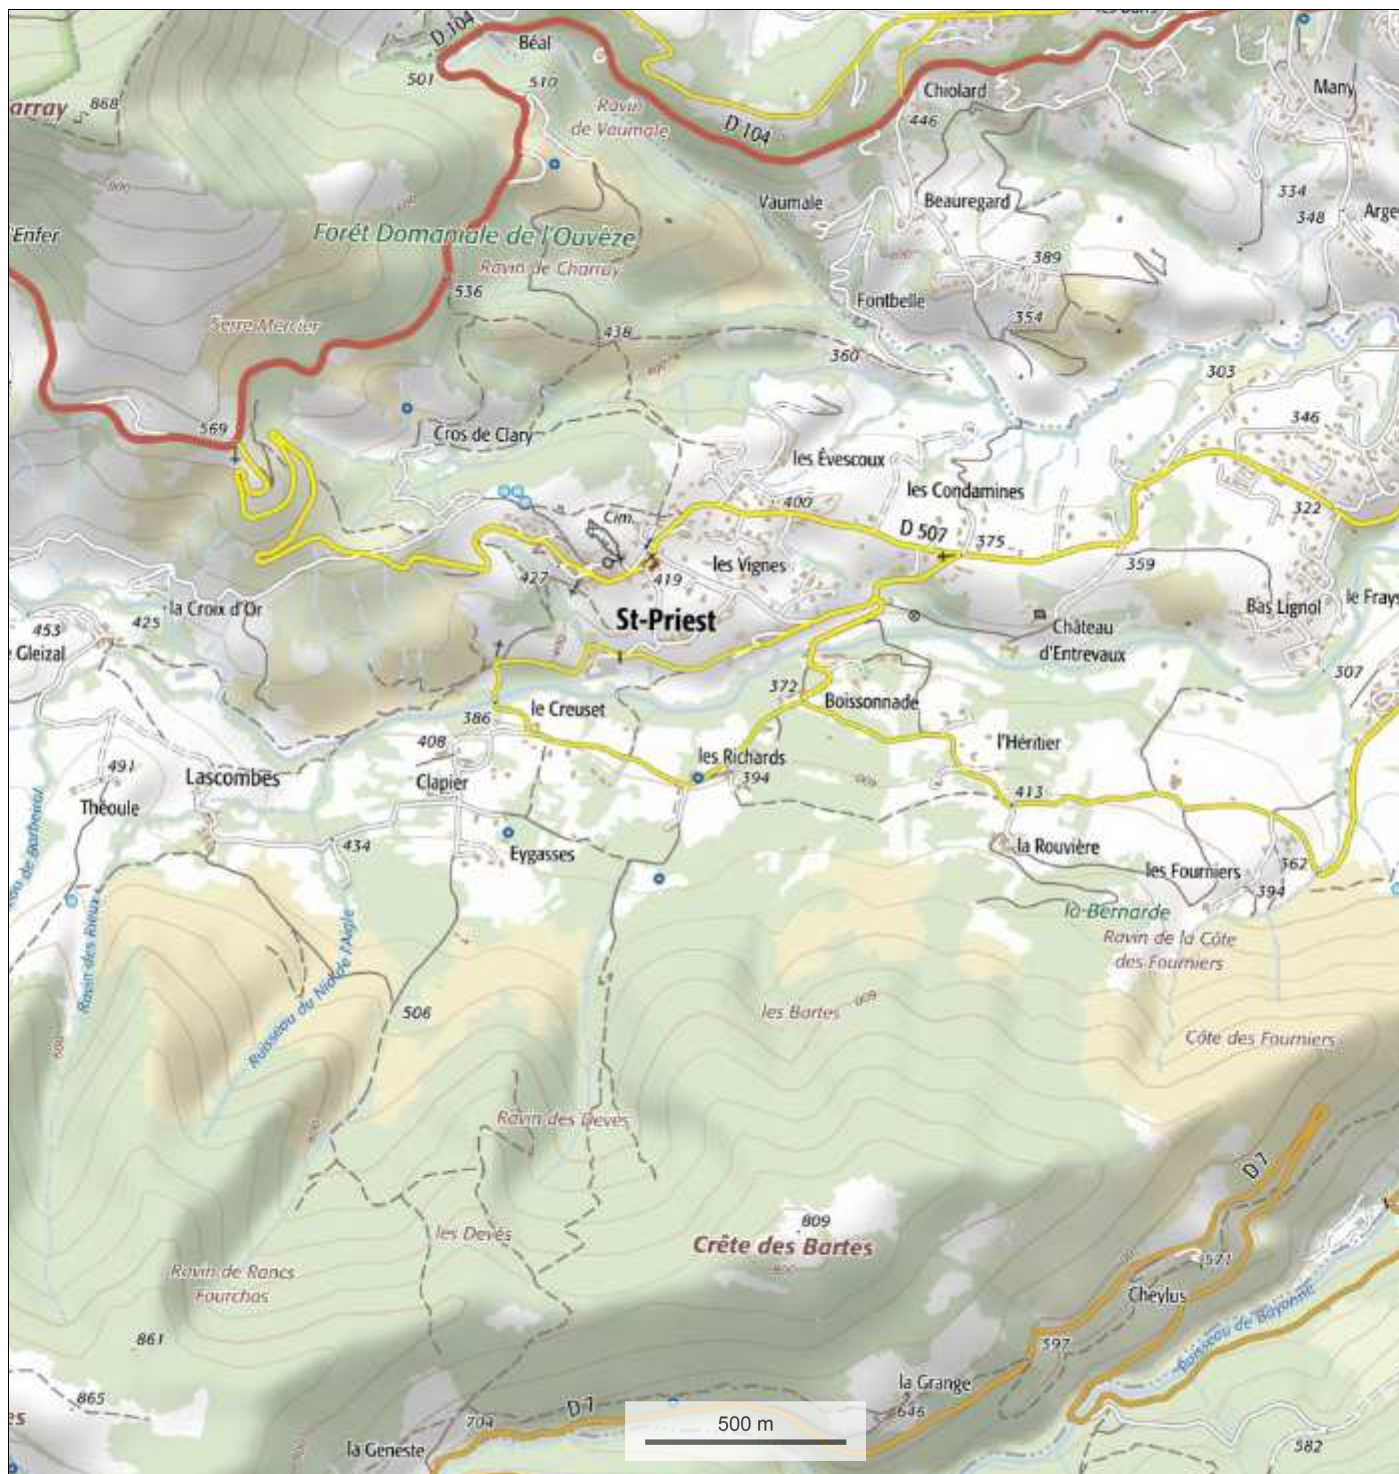 D 104
Béal
501
510
Chiolard
Many
array
868
Ravin
de Vaumale
D 104
446
800
Vaumale
Beauregard
334
348
Arge
'Enfer
Forêt Domaniale de l'Ouvèze
Ravin de Charray
389
536
Fontbelle
354
Serre Mercier
438
360
303
569
346
Cros de Clary
les Évescoux
les Condamines
400
322
Cim.
D 507
375
427
419
les Vignes
359
la Croix d'Or
Bas Lignol
le Frays
453
425
St-Priest
Château
d'Entrevaux
Gleizal
307
372
Boissonnade
386
le Creuset
408
les Richards
l'Héritier
491
Lascombes
Clapier
394
Théoule
413
434
Eygasses
la Rouvière
les Fourniers
362
394
la Bernarde
Ravin des Rieux
Ruisseau du Nid de l'Aigle
Ravin de la Côte
des Fourniers
506
les Bartes
600
Côte des Fourniers
600
Ravin des Devès
D 7
les Devès
809
Crête des Bartes
800
571
Ravin de Rancs
Fourchas
Cheylus
Ruisseau de Bayonne
861
597
865
la Grange
es
704
D 7
646
la Geneste
500 m
582